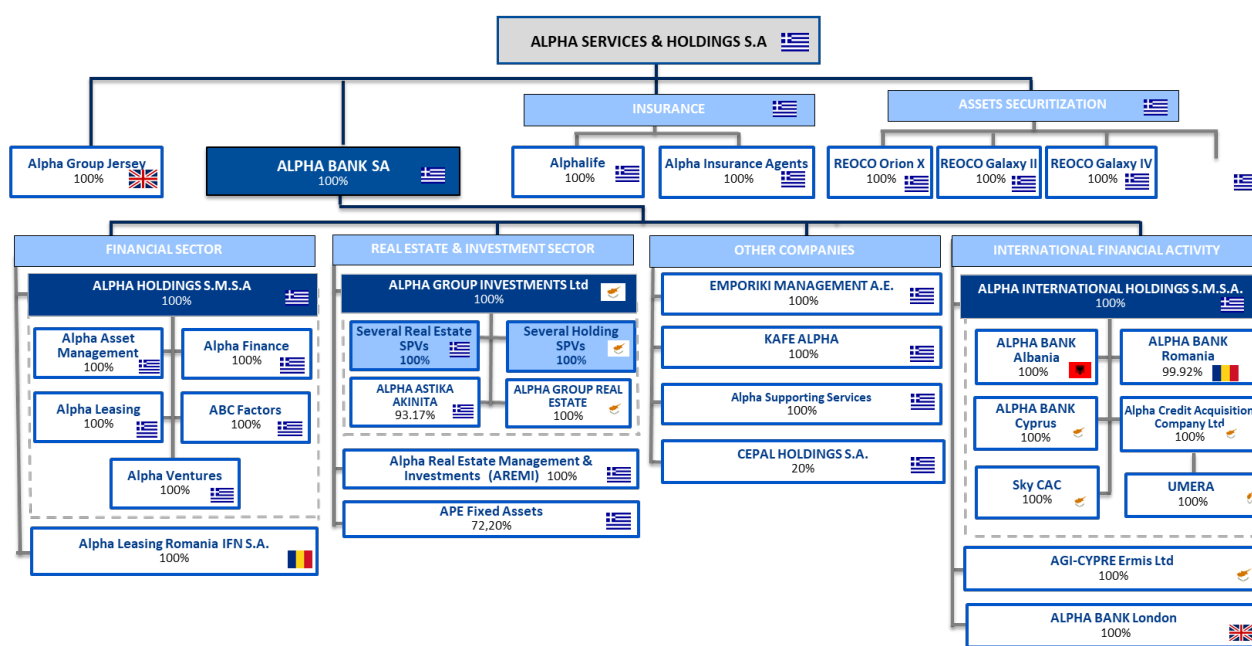 ALPHA SERVICES & HOLDINGS S.A
INSURANCE
ASSETS SECURITIZATION
Alpha Group Jersey
100%
ALPHA BANK SA
100%
Alphalife
100%
Alpha Insurance Agents
100%
REOCO Orion X
100%
REOCO Galaxy II
100%
REOCO Galaxy IV
100%
FINANCIAL SECTOR
ALPHA HOLDINGS S.M.S.A
100%
Alpha Asset
Management
100%
Alpha Finance
100%
Alpha Leasing
100%
ABC Factors
100%
Alpha Ventures
100%
Alpha Leasing Romania IFN S.A.
100%
REAL ESTATE & INVESTMENT SECTOR
ALPHA GROUP INVESTMENTS Ltd
100%
Several Real Estate
SPVs
100%
Several Holding
SPVs
100%
ALPHA ASTIKA
AKINITA
93.17%
ALPHA GROUP REAL
ESTATE
100%
Alpha Real Estate Management &
Investments (AREMI) 100%
APE Fixed Assets
72,20%
OTHER COMPANIES
EMPORIKI MANAGEMENT A.E.
100%
KAFE ALPHA
100%
Alpha Supporting Services
100%
CEPAL HOLDINGS S.A.
20%
INTERNATIONAL FINANCIAL ACTIVITY
ALPHA INTERNATIONAL HOLDINGS S.M.S.A.
100%
ALPHA BANK
Albania
100%
ALPHA BANK
Romania
99.92%
ALPHA BANK
Cyprus
100%
Alpha Credit Acquisition
Company Ltd
100%
Sky CAC
100%
UMERA
100%
AGI-CYPRE Ermis Ltd
100%
ALPHA BANK London
100%